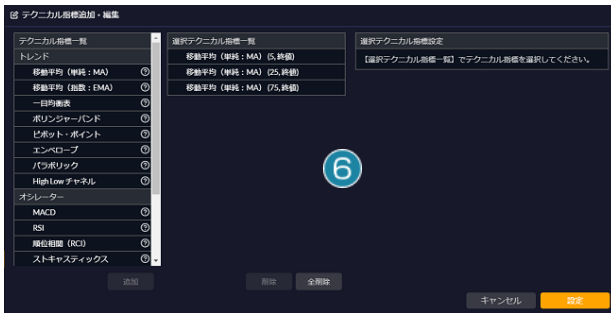 テクニカル指標追加・編集
テクニカル指標一覧
トレンド
移動平均（単純：MA）
移動平均（指数：EMA）
一目均衡表
ボリンジャーバンド
ピボット・ポイント
エンベロープ
パラボリック
High Low チャネル
オシレーター
MACD
RSI
順位相関（RCI）
ストキャスティックス
追加
選択テクニカル指標一覧
移動平均（単純：MA）(5,終値)
移動平均（単純：MA）(25,終値)
移動平均（単純：MA）(75,終値)
削除 全削除
選択テクニカル指標設定
【選択テクニカル指標一覧】でテクニカル指標を選択してください。
6
キャンセル 設定